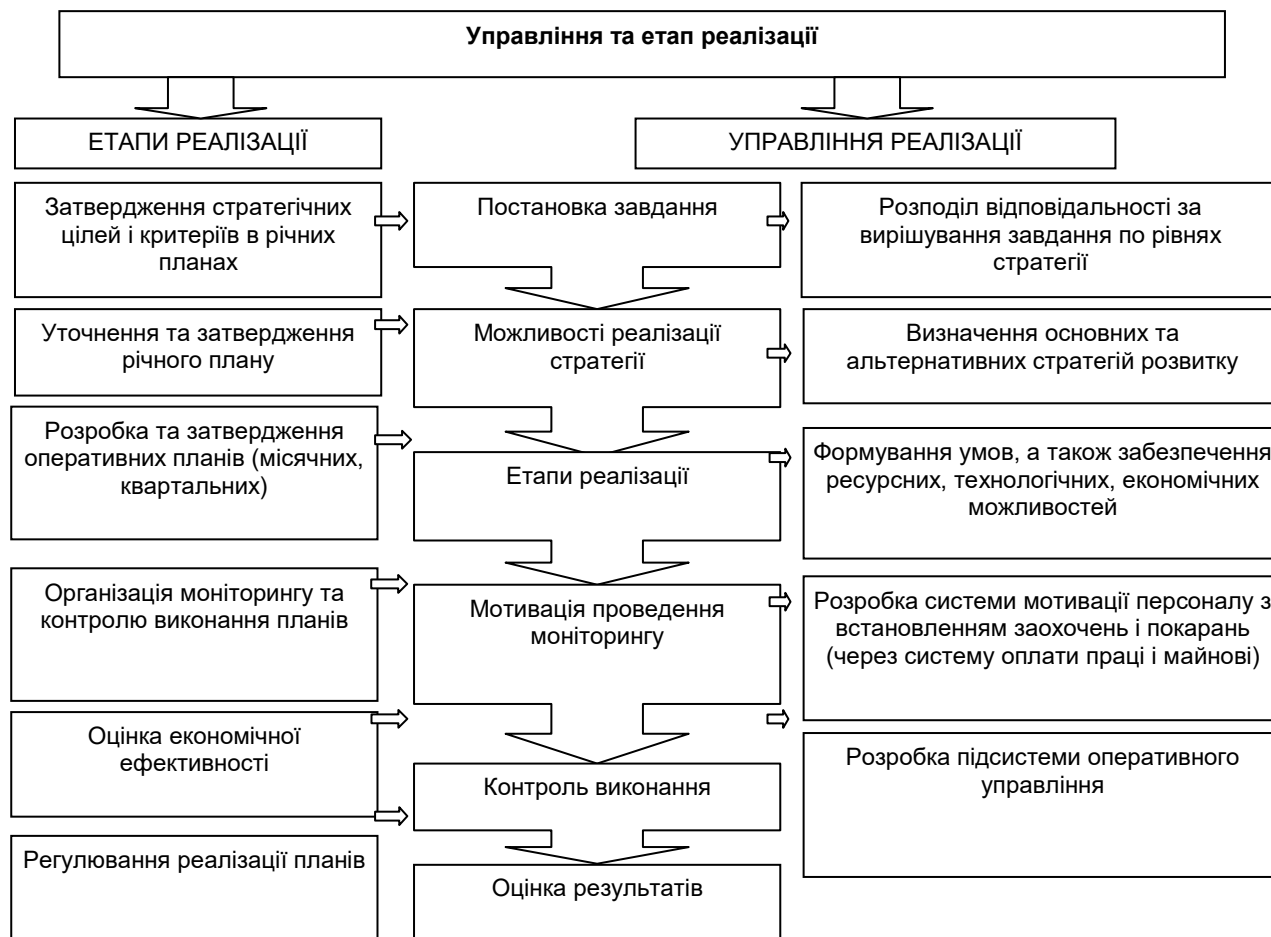 Управління та етап реалізації
ЕТАПИ РЕАЛІЗАЦІЇ
УПРАВЛІННЯ РЕАЛІЗАЦІЇ
Затвердження стратегічних
цілей і критеріїв в річних
планах
Постановка завдання
Розподіл відповідальності за
вирішування завдання по рівнях
стратегії
Уточнення та затвердження
річного плану
Можливості реалізації
стратегії
Визначення основних та
альтернативних стратегій розвитку
Розробка та затвердження
оперативних планів (місячних,
квартальних)
Етапи реалізації
Формування умов, а також забезпечення
ресурсних, технологічних, економічних
можливостей
Організація моніторингу та
контролю виконання планів
Мотивація проведення
моніторингу
Розробка системи мотивації персоналу з
встановленням заохочень і покарань
(через систему оплати праці і майнові)
Оцінка економічної
ефективності
Контроль виконання
Розробка підсистеми оперативного
управління
Регулювання реалізації планів
Оцінка результатів